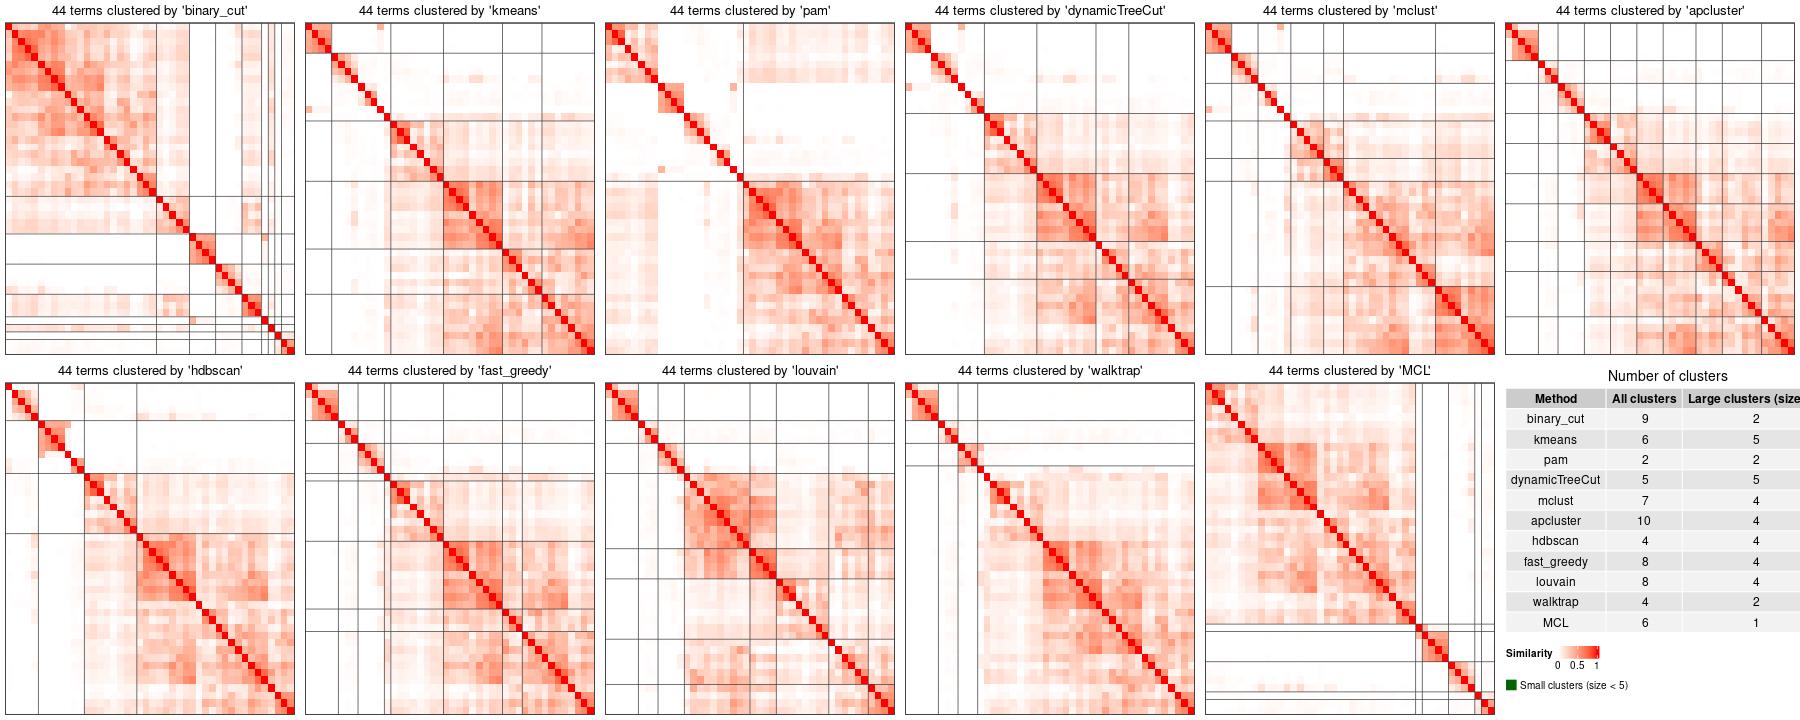 44 terms clustered by 'binary_cut'
44 terms clustered by 'kmeans'
44 terms clustered by 'pam'
44 terms clustered by 'dynamicTreeCut'
44 terms clustered by 'mclust'
44 terms clustered by 'apcluster'
44 terms clustered by 'hdbscan'
44 terms clustered by 'fast_greedy'
44 terms clustered by 'louvain'
44 terms clustered by 'walktrap'
44 terms clustered by 'MCL'
Number of clusters
Method All clusters Large clusters (size
binary_cut 9 2
kmeans 6 5
pam 2 2
dynamicTreeCut 5 5
mclust 7 4
apcluster 10 4
hdbscan 4 4
fast_greedy 8 4
louvain 8 4
walktrap 4 2
MCL 6 1
Similarity
0 0.5 1
Small clusters (size < 5)